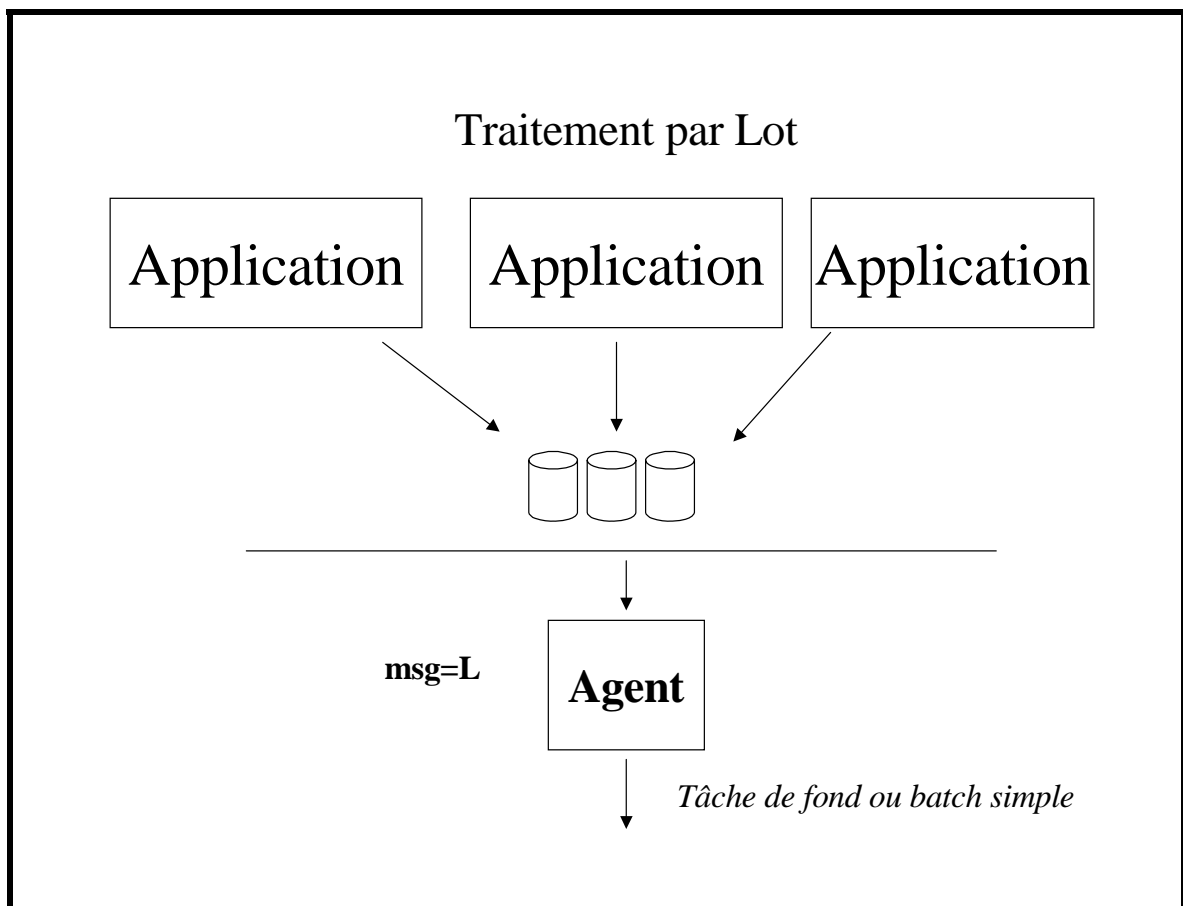 Traitement par Lot
Application
Application
Application
msg=L
Agent
Tâche de fond ou batch simple